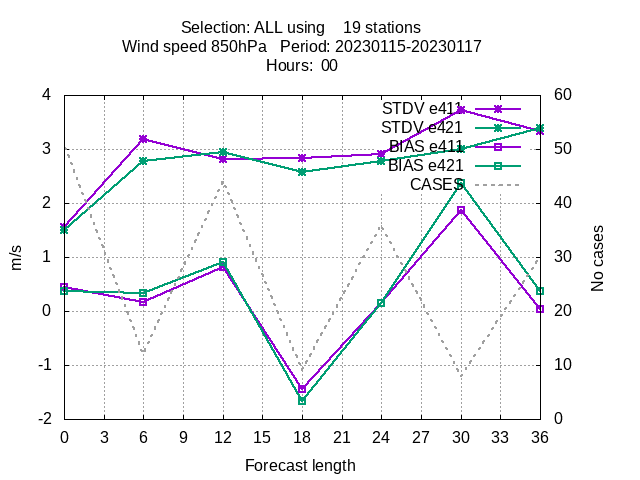 Selection: ALL using 19 stations
Wind speed 850hPa Period: 20230115-20230117
Hours: 00
STDV e411
STDV e421
BIAS e411
BIAS e421
CASES
4
3
2
1
0
-1
-2
60
50
40
30
20
10
0
m/s
No cases
0 3 6 9 12 15 18 21 24 27 30 33 36
Forecast length